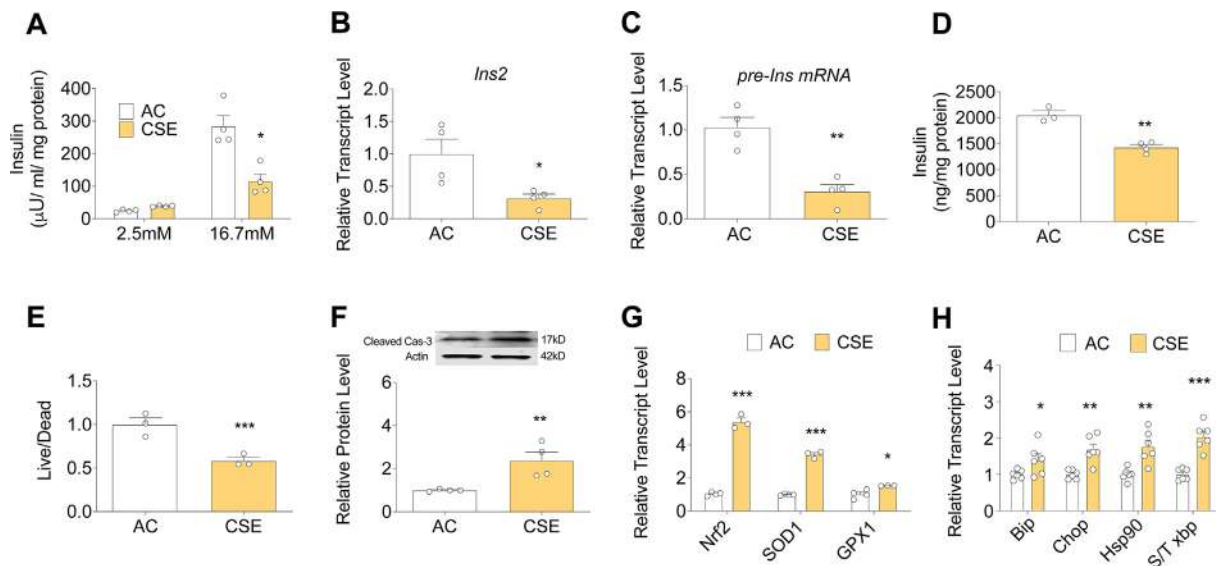 A
Insulin
(μU/ ml/ mg protein)
400
300
200
100
0
AC
CSE
*
2.5mM
16.7mM
B
Relative Transcript Level
Ins2
2.0
1.5
1.0
0.5
0.0
*
AC
CSE
C
Relative Transcript Level
pre-Ins mRNA
1.5
1.0
0.5
0.0
**
AC
CSE
D
Insulin
(ng/mg protein)
2500
2000
1500
1000
500
0
**
AC
CSE
E
Live/Dead
1.5
1.0
0.5
0.0
***
AC
CSE
F
Cleaved Cas-3
17kD
Actin
42kD
Relative Protein Level
6
4
2
0
**
AC
CSE
G
AC
CSE
Relative Transcript Level
8
6
4
2
0
***
***
*
Nrf2
SOD1
GPX1
H
AC
CSE
Relative Transcript Level
4
3
2
1
0
*
**
**
***
Bip
Chop
Hsp90
S/T xbp